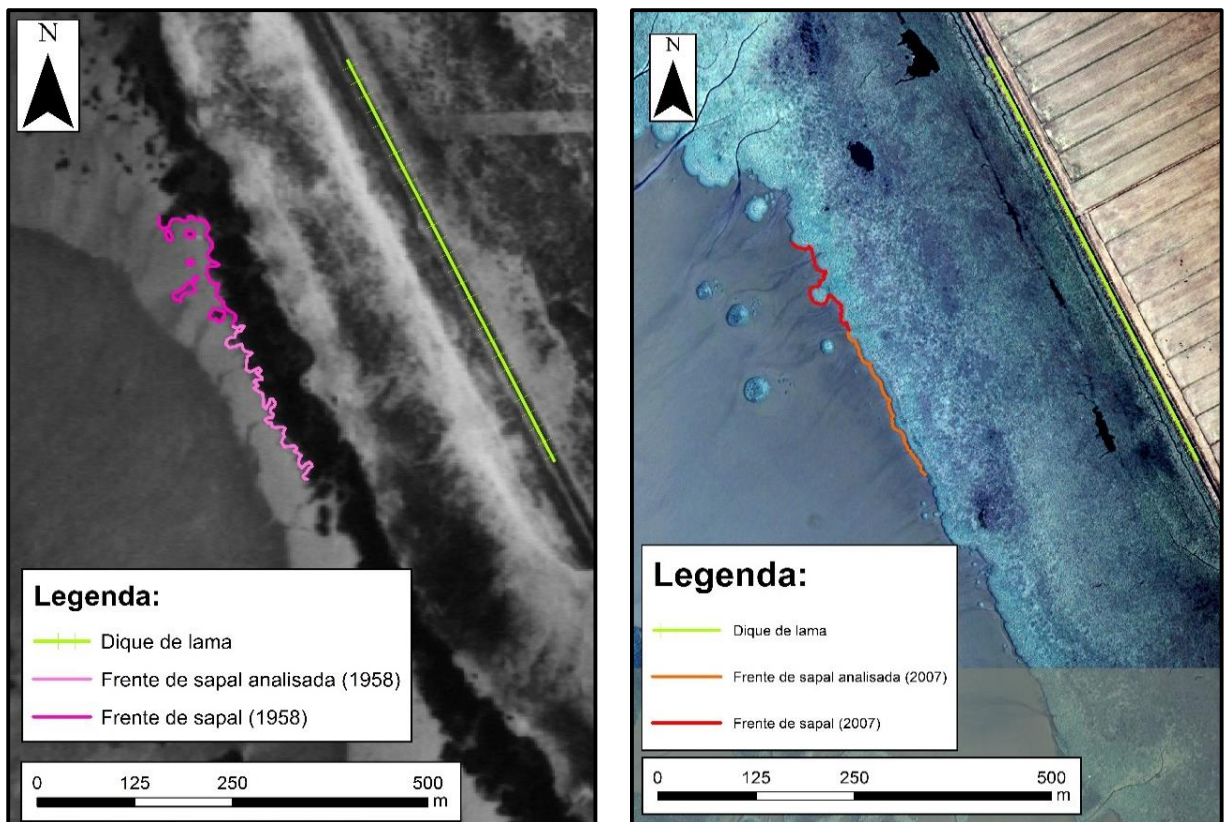 N
Legenda:
Dique de lama
Frente de sapal analisada (1958)
Frente de sapal (1958)
0 125 250 500
m
N
Legenda:
Dique de lama
Frente de sapal analisada (2007)
Frente de sapal (2007)
0 125 250 500
m